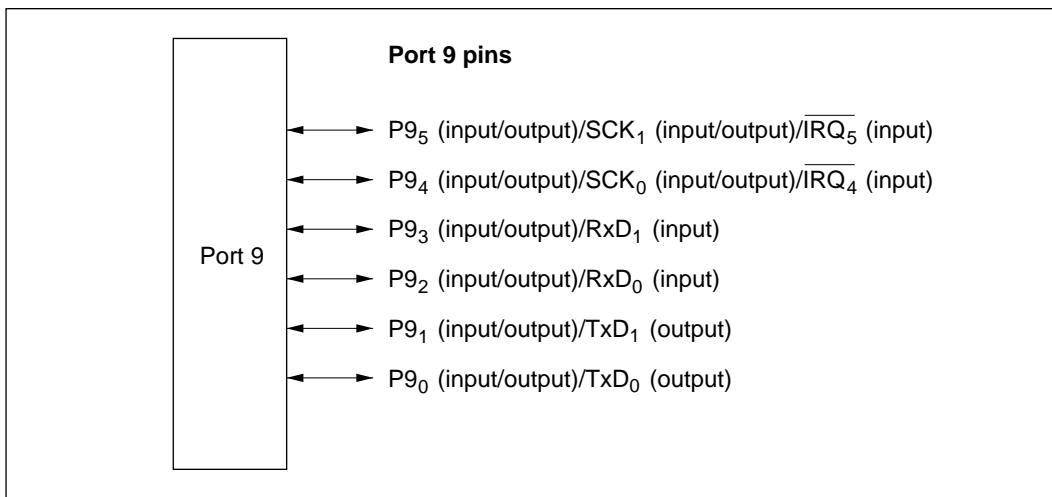 Port 9 pins
P9₅ (input/output)/SCK₁ (input/output)/I̅R̅Q̅₅̅ (input)
P9₄ (input/output)/SCK₀ (input/output)/I̅R̅Q̅₄̅ (input)
P9₃ (input/output)/RxD₁ (input)
Port 9
P9₂ (input/output)/RxD₀ (input)
P9₁ (input/output)/TxD₁ (output)
P9₀ (input/output)/TxD₀ (output)